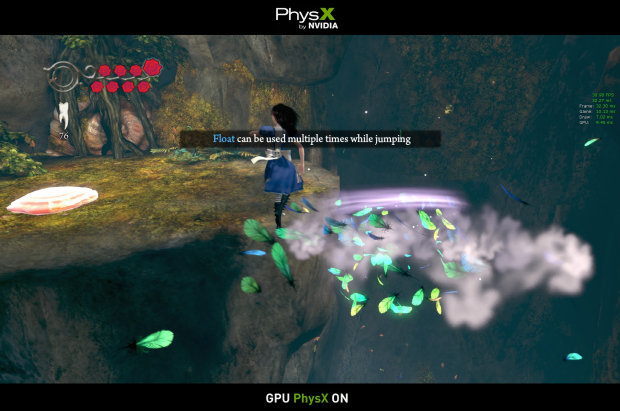 PhysX
by NVIDIA
76
Float can be used multiple times while jumping
GPU PhysX ON